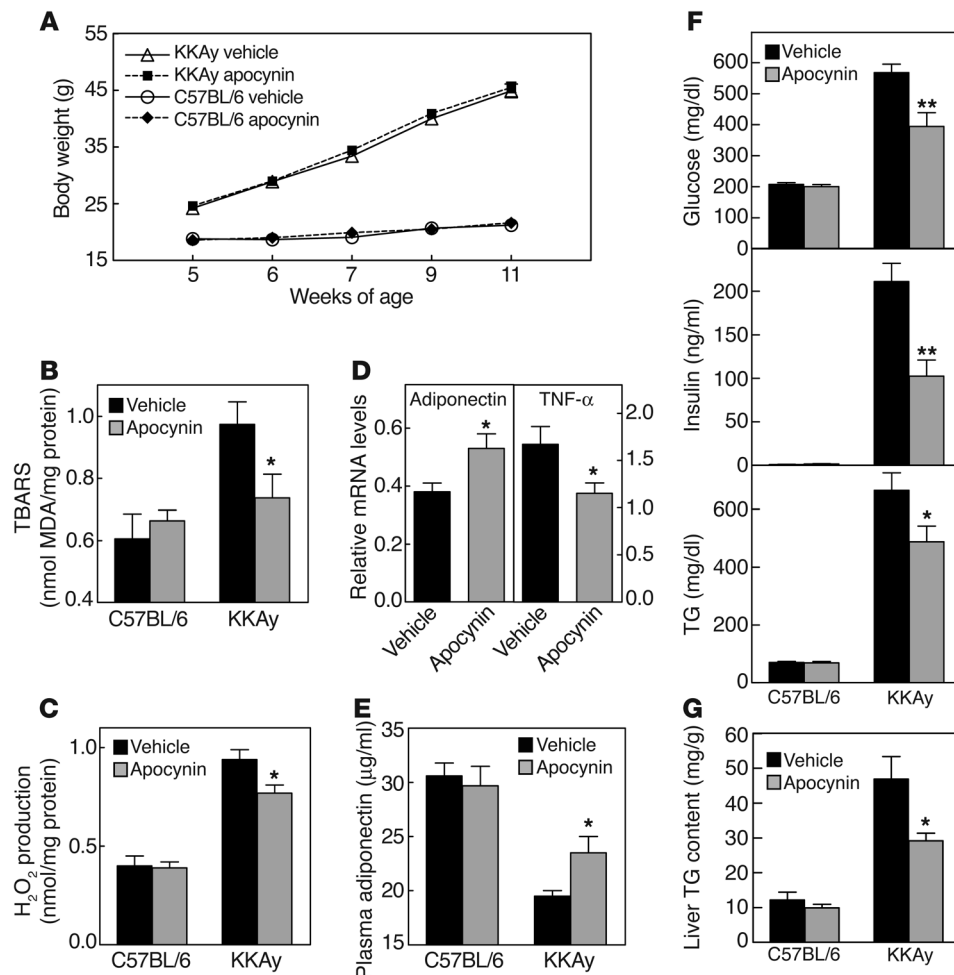 A
Body weight (g)
55
45
35
25
15
KKAy vehicle
KKAy apocynin
C57BL/6 vehicle
C57BL/6 apocynin
5 6 7 9 11
Weeks of age
B
TBARS
(nmol MDA/mg protein)
1.0
0.8
0.6
0.4
Vehicle
Apocynin
*
C57BL/6 KKAy
C
H2O2 production
(nmol/mg protein)
1.0
0.5
0.0
Vehicle
Apocynin
*
C57BL/6 KKAy
D
Relative mRNA levels
0.6
0.4
0.2
0.0
Adiponectin
*
TNF-α
*
2.0
1.5
1.0
0.5
0.0
Vehicle Apocynin Vehicle Apocynin
E
Plasma adiponectin (µg/ml)
35
30
25
20
15
Vehicle
Apocynin
*
C57BL/6 KKAy
F
Glucose (mg/dl)
600
500
400
300
200
100
0
Vehicle
Apocynin
**
Insulin (ng/ml)
200
150
100
50
0
**
TG (mg/dl)
600
400
200
0
*
C57BL/6 KKAy
G
Liver TG content (mg/g)
60
50
40
30
20
10
0
Vehicle
Apocynin
*
C57BL/6 KKAy